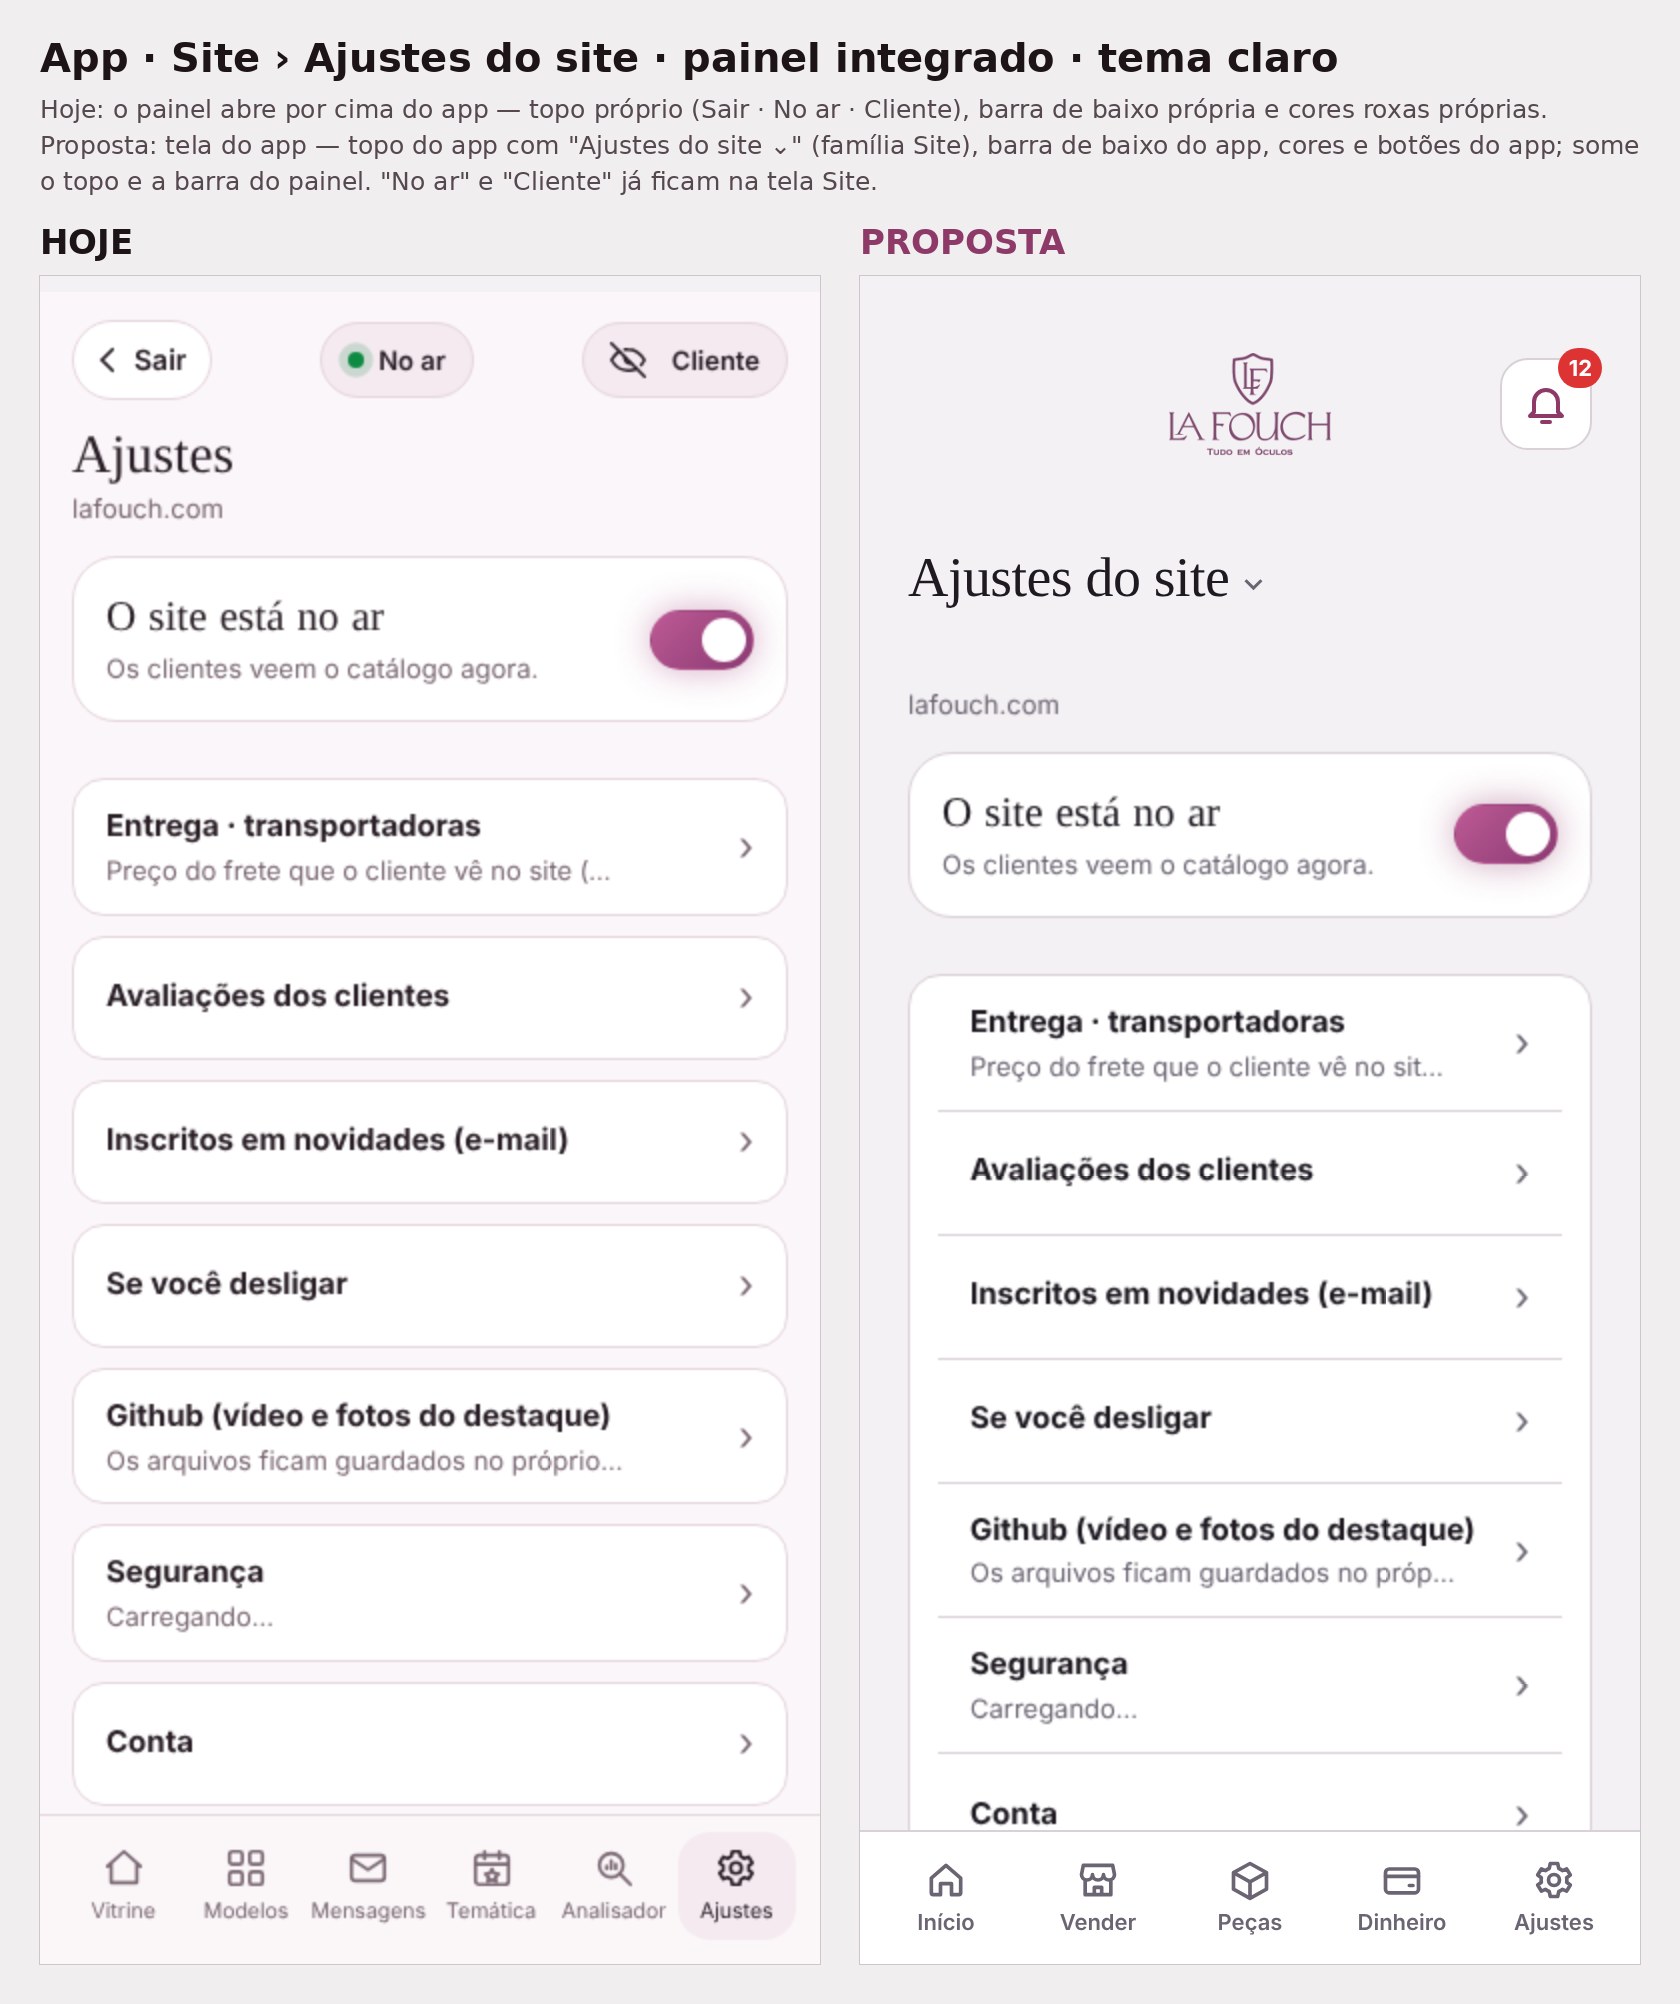 App · Site › Ajustes do site · painel integrado · tema claro
Hoje: o painel abre por cima do app — topo próprio (Sair · No ar · Cliente), barra de baixo própria e cores roxas próprias.
Proposta: tela do app — topo do app com "Ajustes do site ⌄" (família Site), barra de baixo do app, cores e botões do app; some
o topo e a barra do painel. "No ar" e "Cliente" já ficam na tela Site.
HOJE
Sair
No ar
Cliente
Ajustes
lafouch.com
O site está no ar
Os clientes veem o catálogo agora.
Entrega · transportadoras
Preço do frete que o cliente vê no site (...
Avaliações dos clientes
Inscritos em novidades (e-mail)
Se você desligar
Github (vídeo e fotos do destaque)
Os arquivos ficam guardados no próprio...
Segurança
Carregando...
Conta
Vitrine
Modelos
Mensagens
Temática
Analisador
Ajustes
PROPOSTA
LF
LA FOUCH
TUDO EM ÓCULOS
12
Ajustes do site
lafouch.com
O site está no ar
Os clientes veem o catálogo agora.
Entrega · transportadoras
Preço do frete que o cliente vê no sit...
Avaliações dos clientes
Inscritos em novidades (e-mail)
Se você desligar
Github (vídeo e fotos do destaque)
Os arquivos ficam guardados no próp...
Segurança
Carregando...
Conta
Início
Vender
Peças
Dinheiro
Ajustes